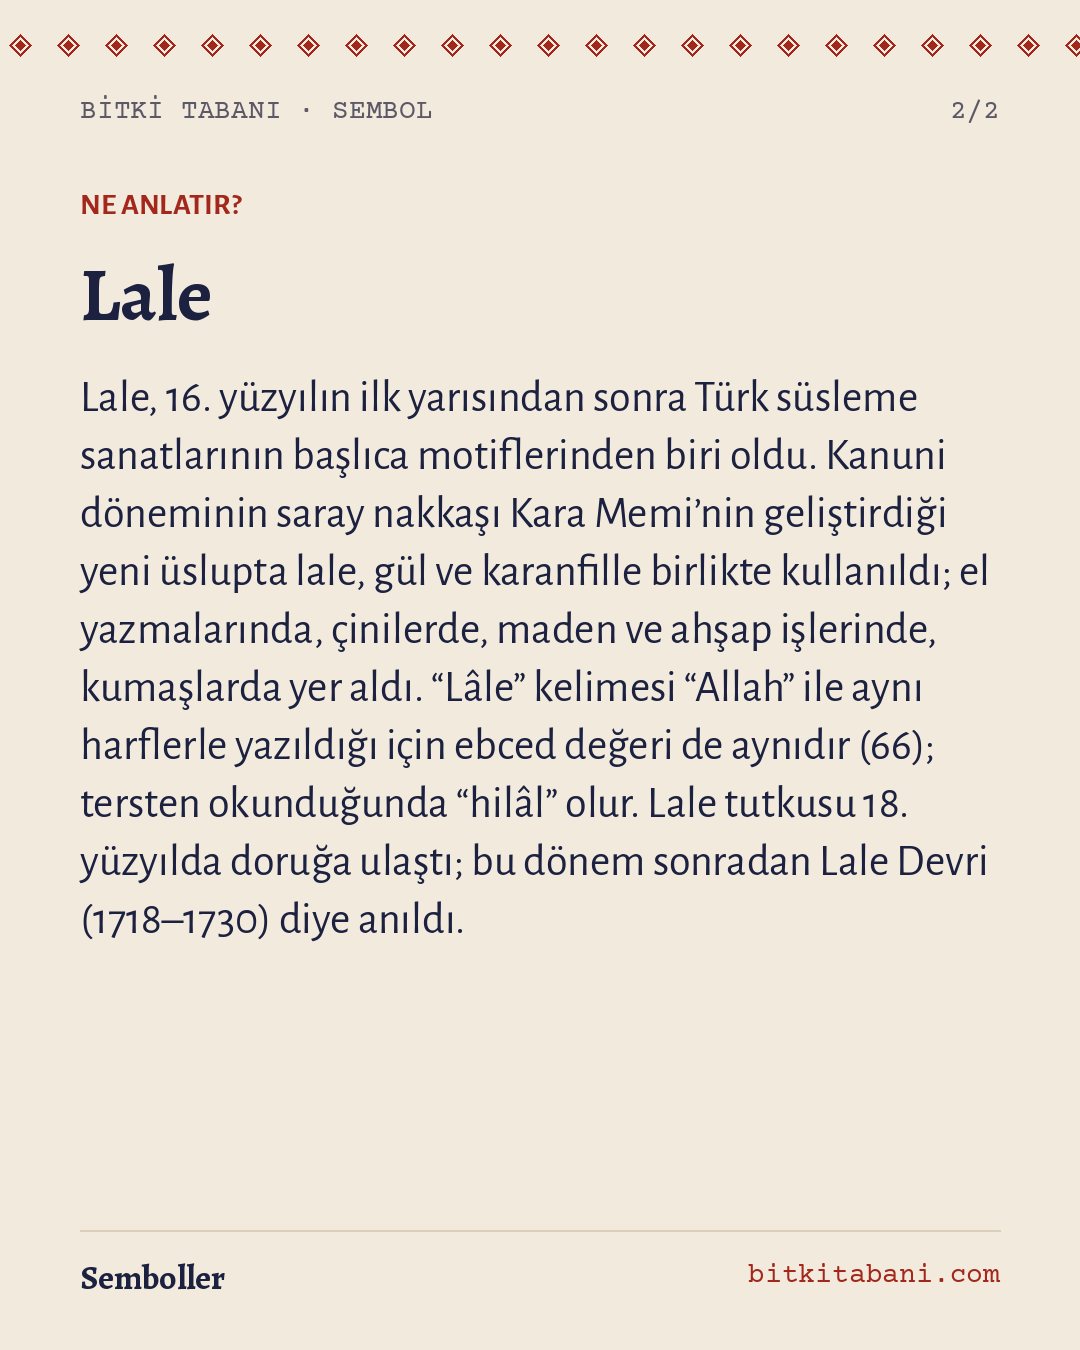 BİTKİ TABANI · SEMBOL 2/2
NE ANLATIR?
Lale
Lale, 16. yüzyılın ilk yarısından sonra Türk süsleme
sanatlarının başlıca motiflerinden biri oldu. Kanuni
döneminin saray nakkaşı Kara Memi’nin geliştirdiği
yeni üslupta lale, gül ve karanfille birlikte kullanıldı; el
yazmalarında, çinilerde, maden ve ahşap işlerinde,
kumaşlarda yer aldı. “Lâle” kelimesi “Allah” ile aynı
harflerle yazıldığı için ebced değeri de aynıdır (66);
tersten okunduğunda “hilâl” olur. Lale tutkusu 18.
yüzyılda doruğa ulaştı; bu dönem sonradan Lale Devri
(1718–1730) diye anıldı.
Semboller bitkitabani.com